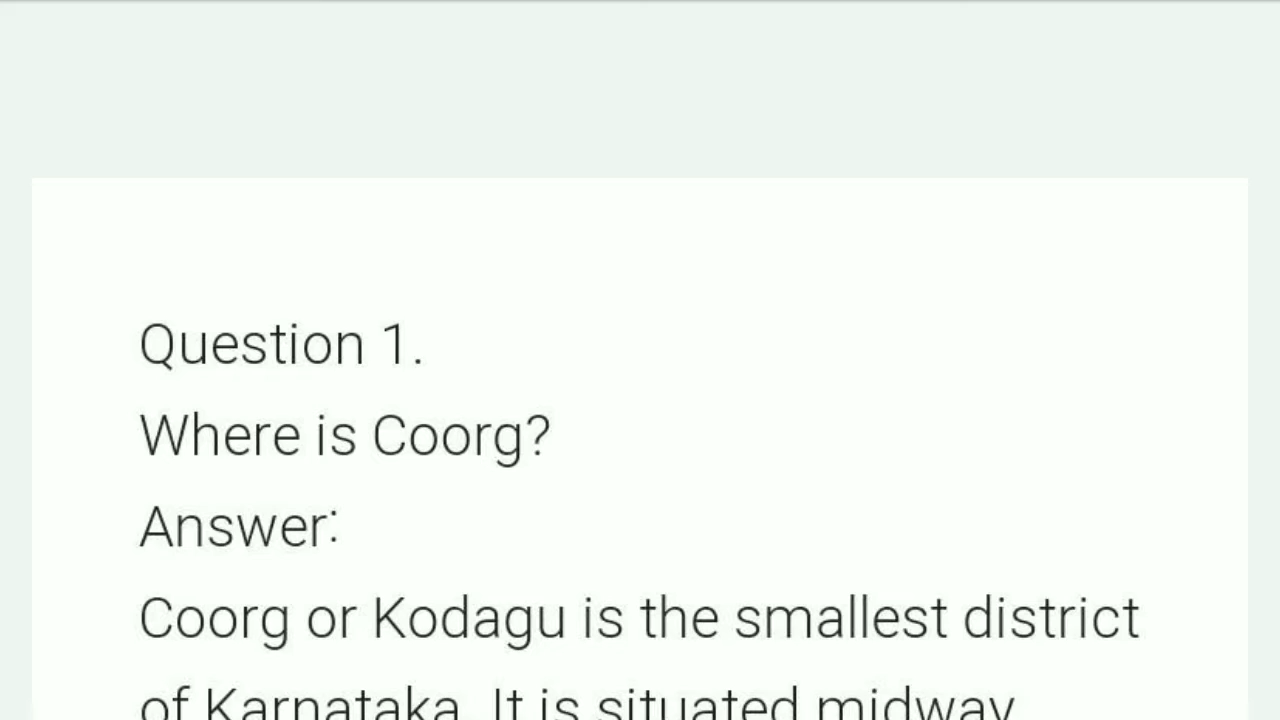 Question 1.
Where is Coorg?
Answer:
Coorg or Kodagu is the smallest district
of Karnataka. It is situated midway